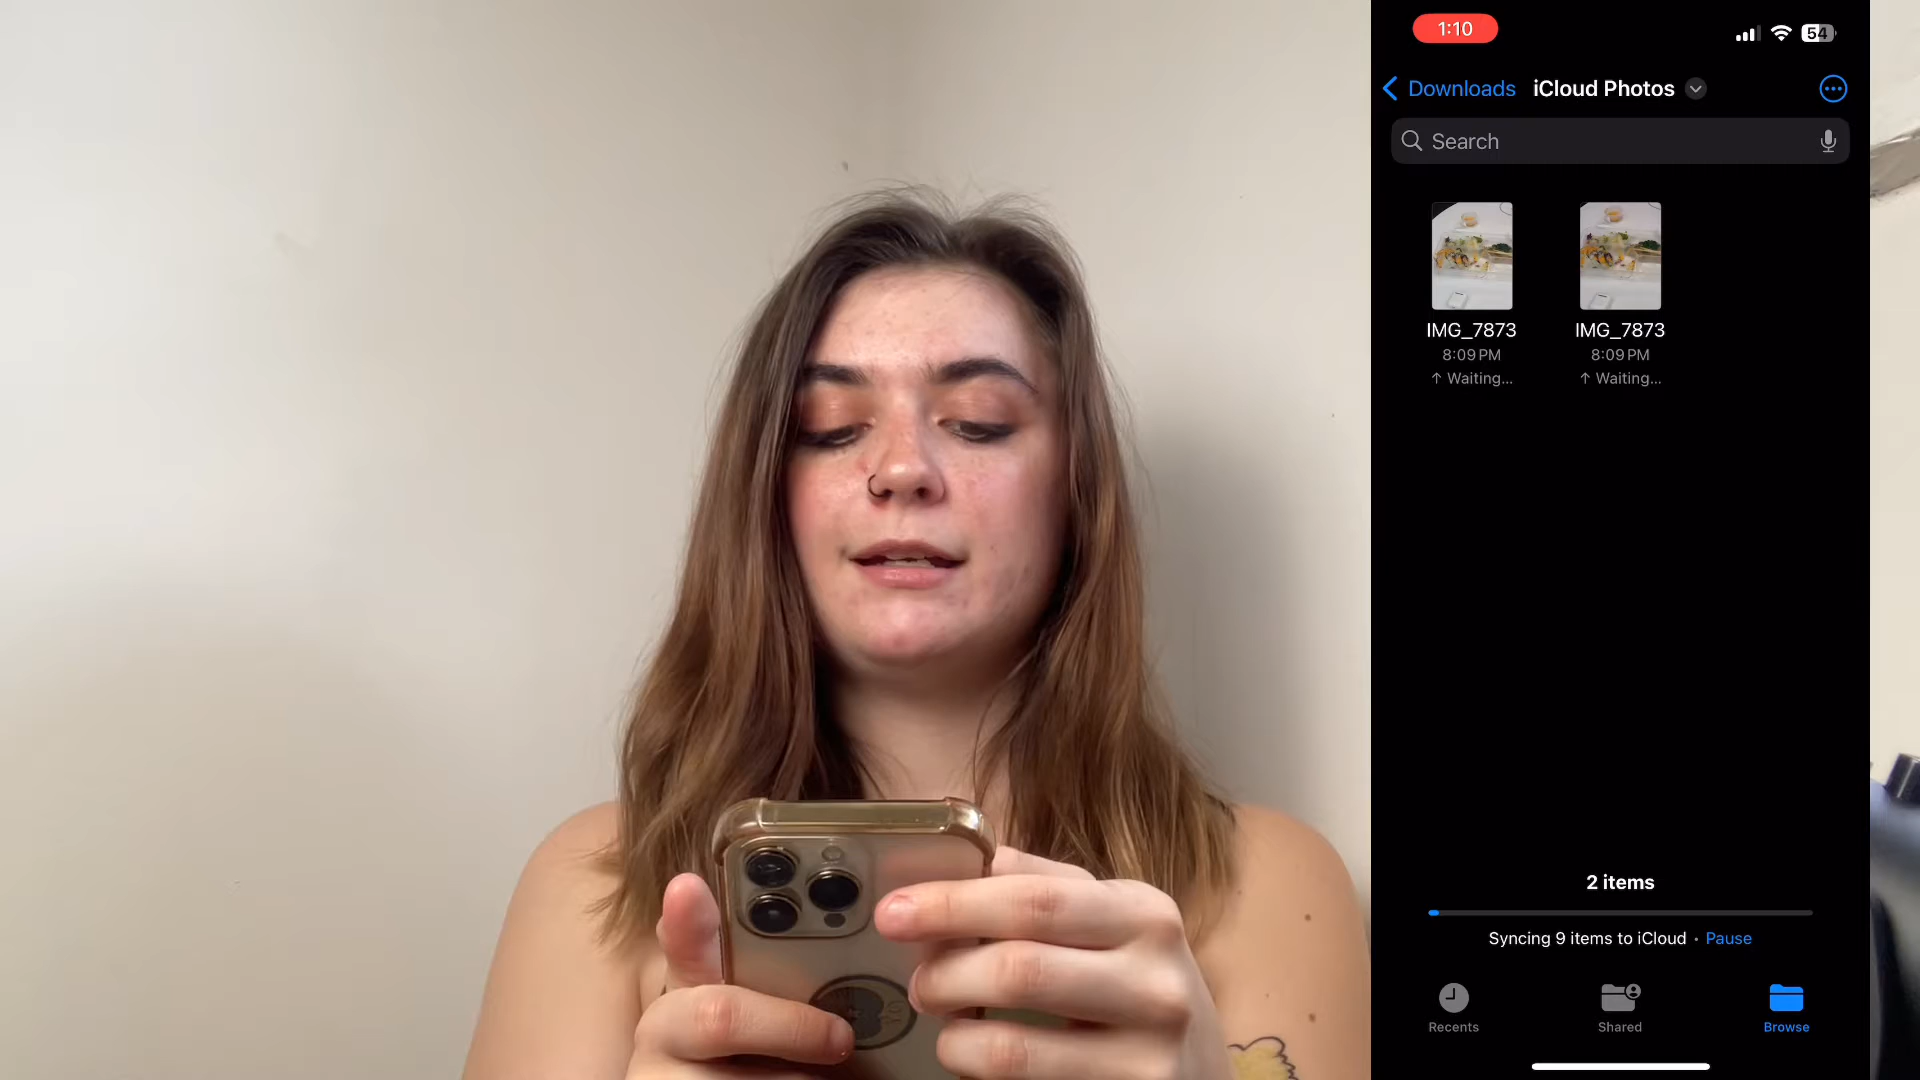 1:10
54
Downloads
iCloud Photos
Search
IMG_7873
8:09 PM
↑ Waiting...
IMG_7873
8:09 PM
↑ Waiting...
2 items
Syncing 9 items to iCloud • Pause
Recents
Shared
Browse